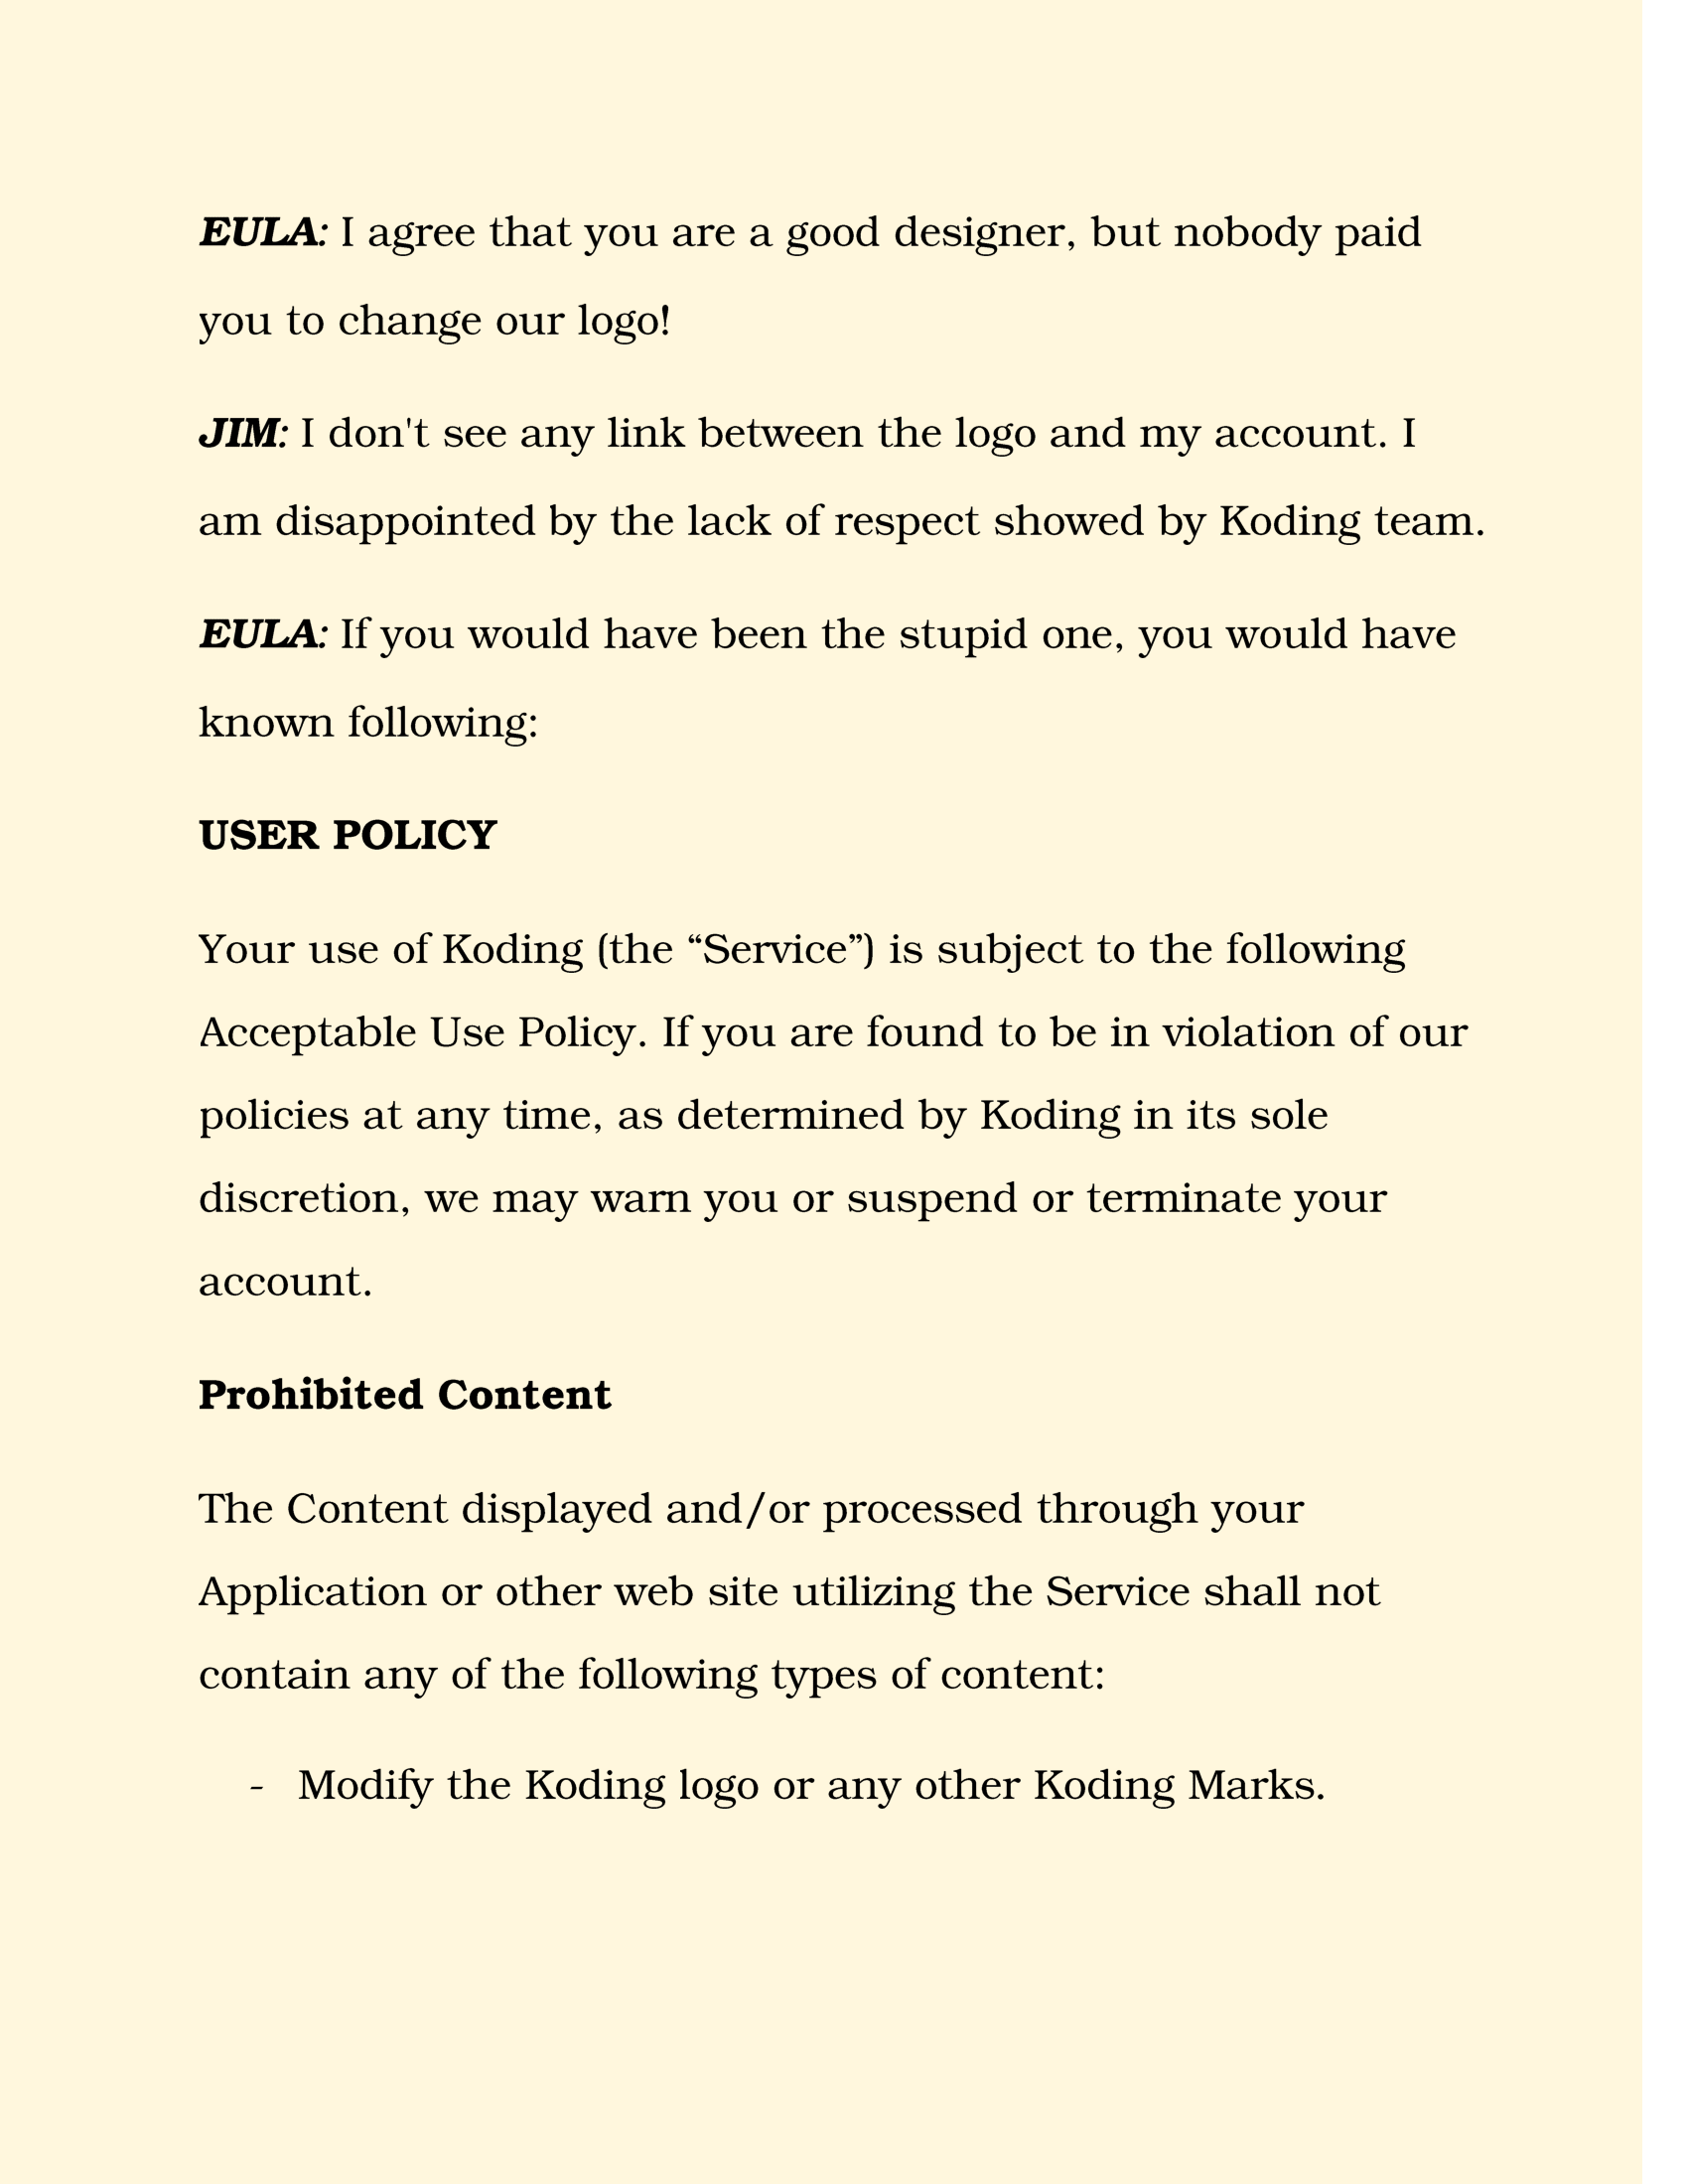 EULA: I agree that you are a good designer, but nobody paid
you to change our logo!
JIM: I don't see any link between the logo and my account. I
am disappointed by the lack of respect showed by Koding team.
EULA: If you would have been the stupid one, you would have
known following:
USER POLICY
Your use of Koding (the “Service”) is subject to the following
Acceptable Use Policy. If you are found to be in violation of our
policies at any time, as determined by Koding in its sole
discretion, we may warn you or suspend or terminate your
account.
Prohibited Content
The Content displayed and/or processed through your
Application or other web site utilizing the Service shall not
contain any of the following types of content:
- Modify the Koding logo or any other Koding Marks.